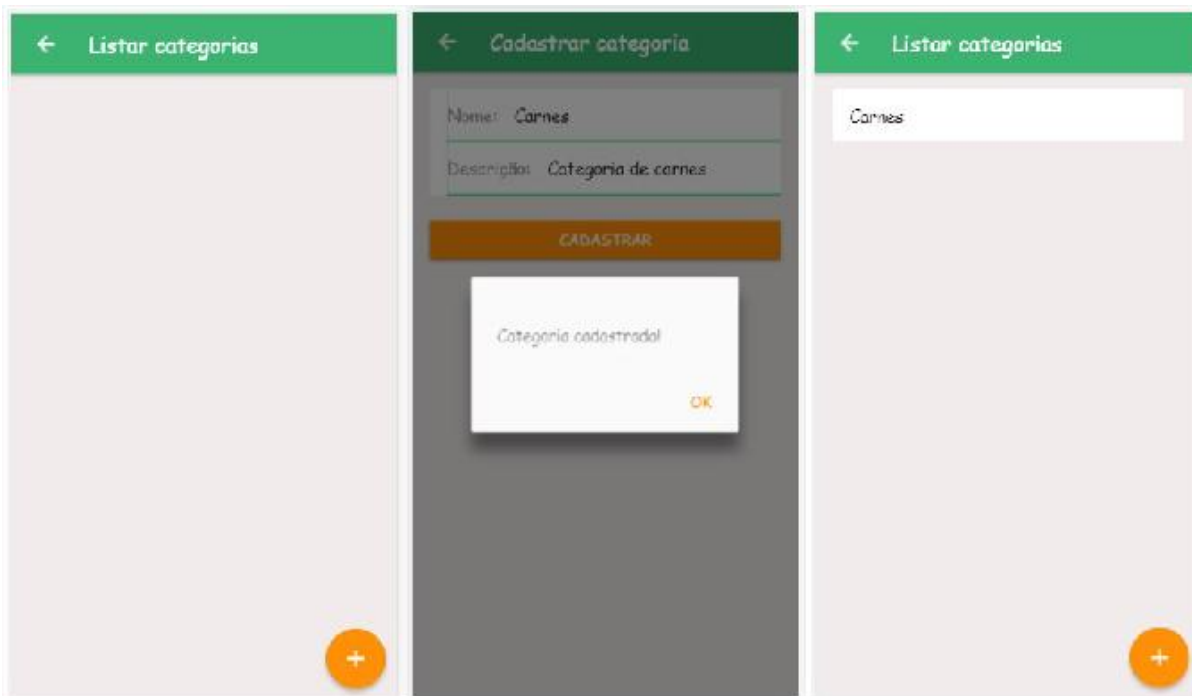 Listar categorias
Cadastrar categoria
Nome: Carnes
Descrição: Categoria de carnes
CADASTRAR
Categoria cadastrada!
OK
Listar categorias
Carnes